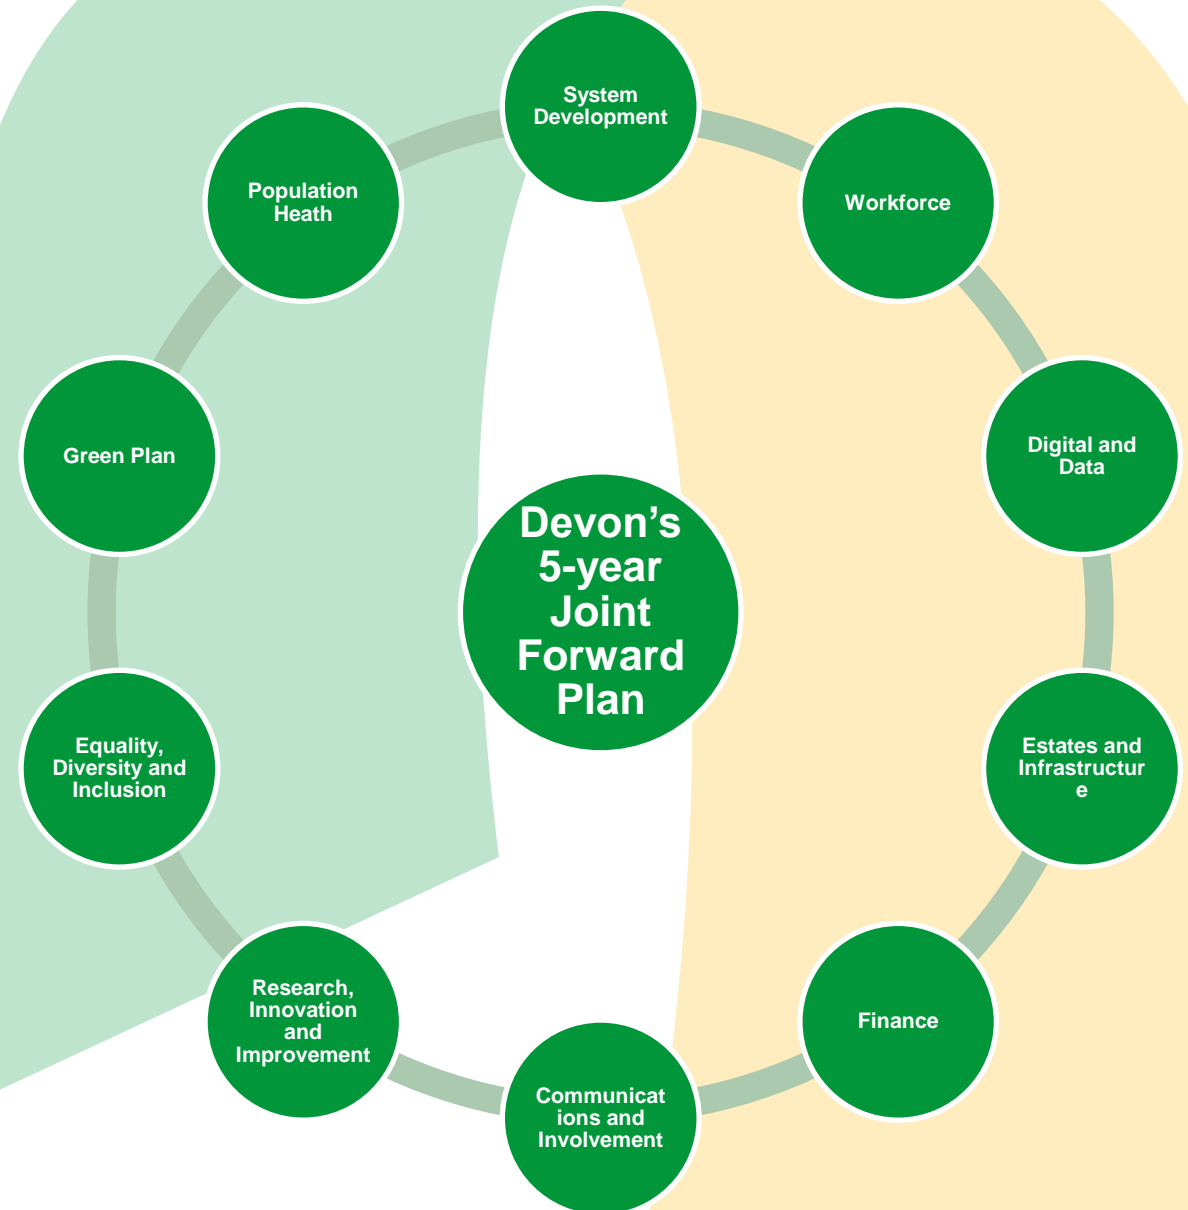 System
Development
Workforce
Digital and
Data
Estates and
Infrastructur
e
Finance
Communicat
ions and
Involvement
Research,
Innovation
and
Improvement
Equality,
Diversity and
Inclusion
Green Plan
Population
Heath
Devon’s
5-year
Joint
Forward
Plan